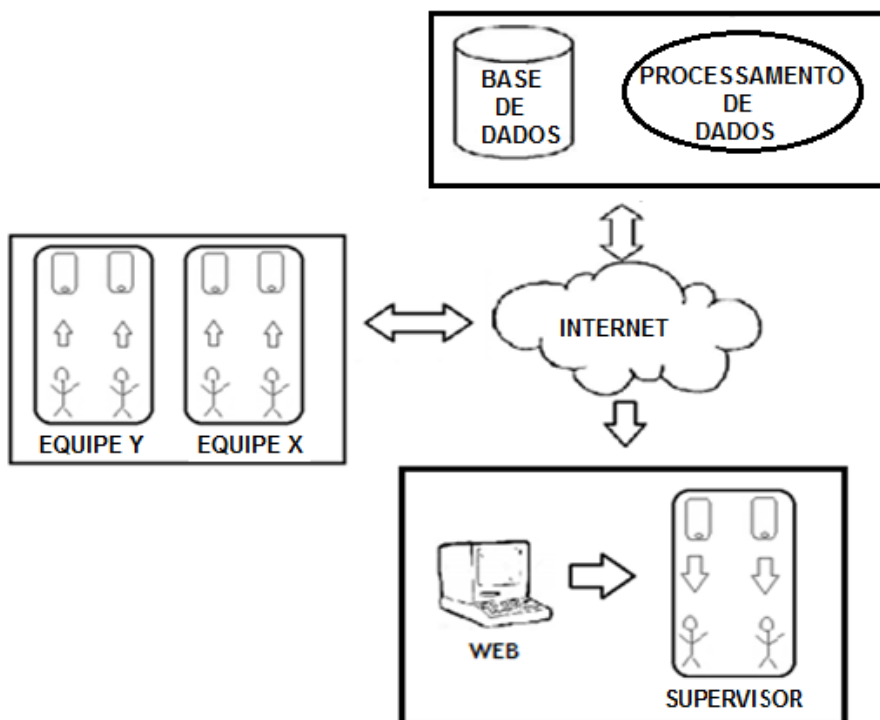 BASE
DE
DADOS
PROCESSAMENTO
DE
DADOS
INTERNET
EQUIPE Y
EQUIPE X
WEB
SUPERVISOR